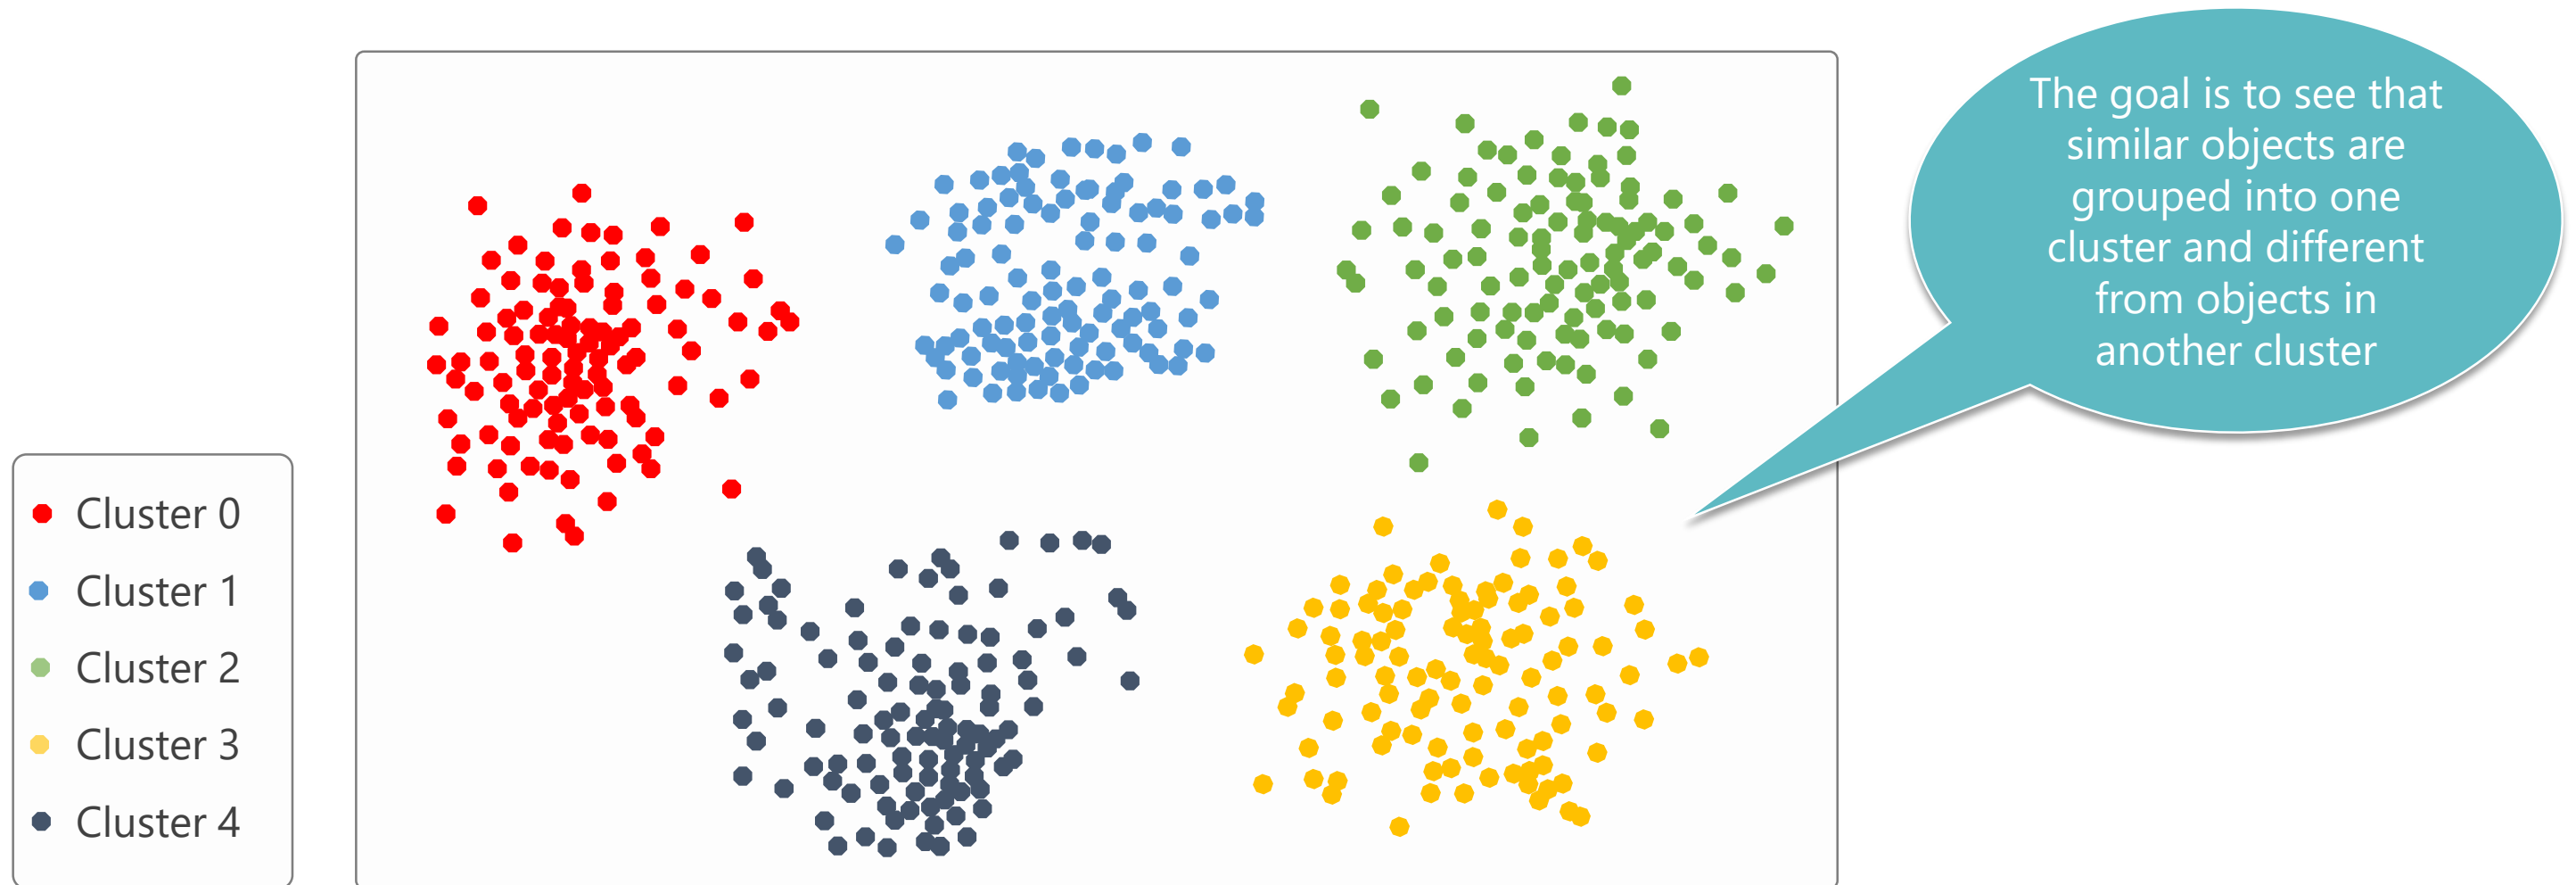 The goal is to see that
similar objects are
grouped into one
cluster and different
from objects in
another cluster
Cluster 0
Cluster 1
Cluster 2
Cluster 3
Cluster 4